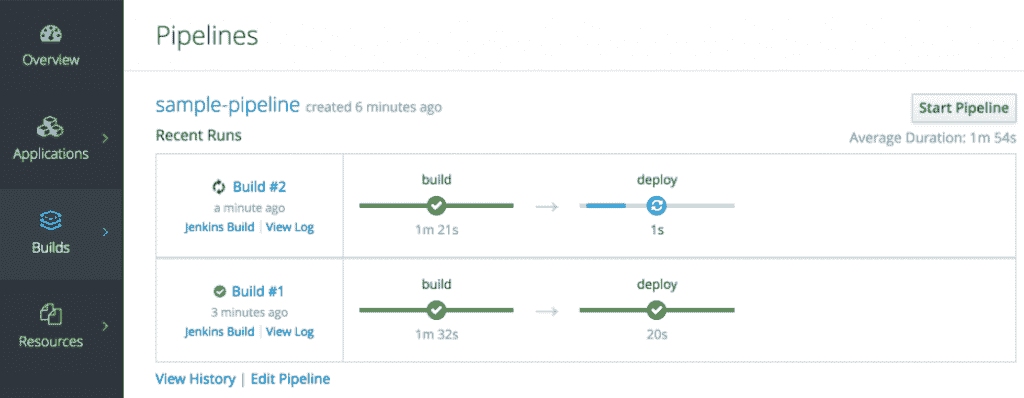 Overview
Applications
Builds
Resources
Pipelines
sample-pipeline created 6 minutes ago
Start Pipeline
Recent Runs
Average Duration: 1m 54s
Build #2
a minute ago
Jenkins Build | View Log
build
1m 21s
deploy
1s
Build #1
3 minutes ago
Jenkins Build | View Log
build
1m 32s
deploy
20s
View History | Edit Pipeline